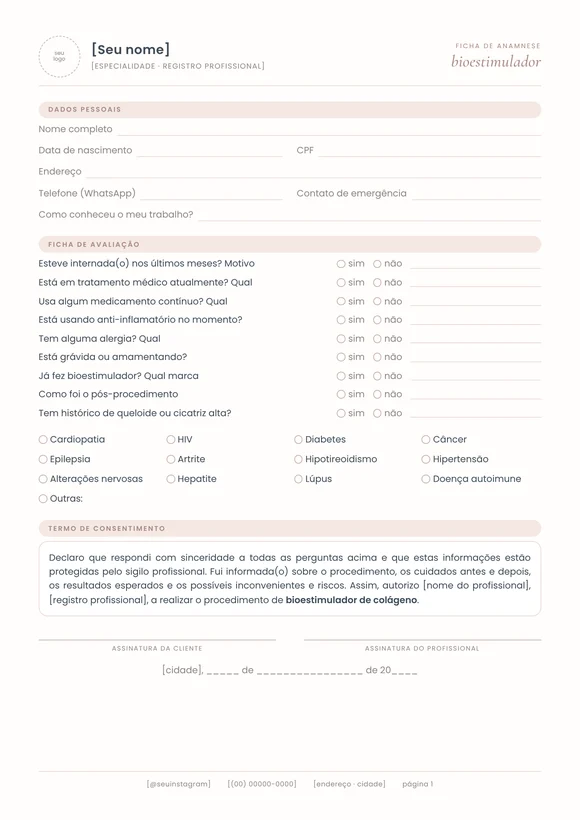 seu
logo
[Seu nome]
[ESPECIALIDADE · REGISTRO PROFISSIONAL]
FICHA DE ANAMNESE
bioestimulador
DADOS PESSOAIS
Nome completo
Data de nascimento CPF
Endereço
Telefone (WhatsApp) Contato de emergência
Como conheceu o meu trabalho?
FICHA DE AVALIAÇÃO
Esteve internada(o) nos últimos meses? Motivo sim não
Está em tratamento médico atualmente? Qual sim não
Usa algum medicamento contínuo? Qual sim não
Está usando anti-inflamatório no momento? sim não
Tem alguma alergia? Qual sim não
Está grávida ou amamentando? sim não
Já fez bioestimulador? Qual marca sim não
Como foi o pós-procedimento sim não
Tem histórico de queloide ou cicatriz alta? sim não
Cardiopatia HIV Diabetes Câncer
Epilepsia Artrite Hipotireoidismo Hipertensão
Alterações nervosas Hepatite Lúpus Doença autoimune
Outras:
TERMO DE CONSENTIMENTO
Declaro que respondi com sinceridade a todas as perguntas acima e que estas informações estão
protegidas pelo sigilo profissional. Fui informada(o) sobre o procedimento, os cuidados antes e depois,
os resultados esperados e os possíveis inconvenientes e riscos. Assim, autorizo [nome do profissional],
[registro profissional], a realizar o procedimento de bioestimulador de colágeno.
ASSINATURA DA CLIENTE ASSINATURA DO PROFISSIONAL
[cidade], _____ de ________________ de 20____
[@seuinstagram] [(00) 00000-0000] [endereço · cidade] página 1